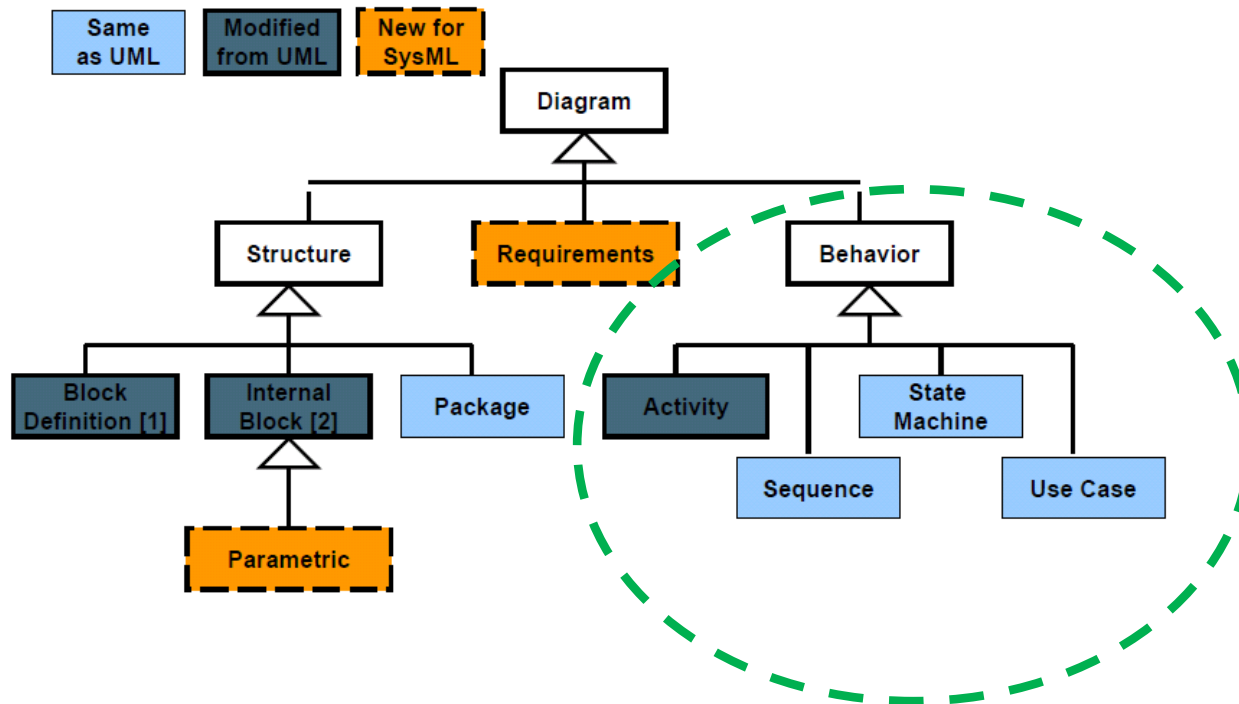 Same
as UML
Modified
from UML
New for
SysML
Diagram
Structure
Requirements
Behavior
Block
Definition [1]
Internal
Block [2]
Package
Activity
State
Machine
Sequence
Use Case
Parametric